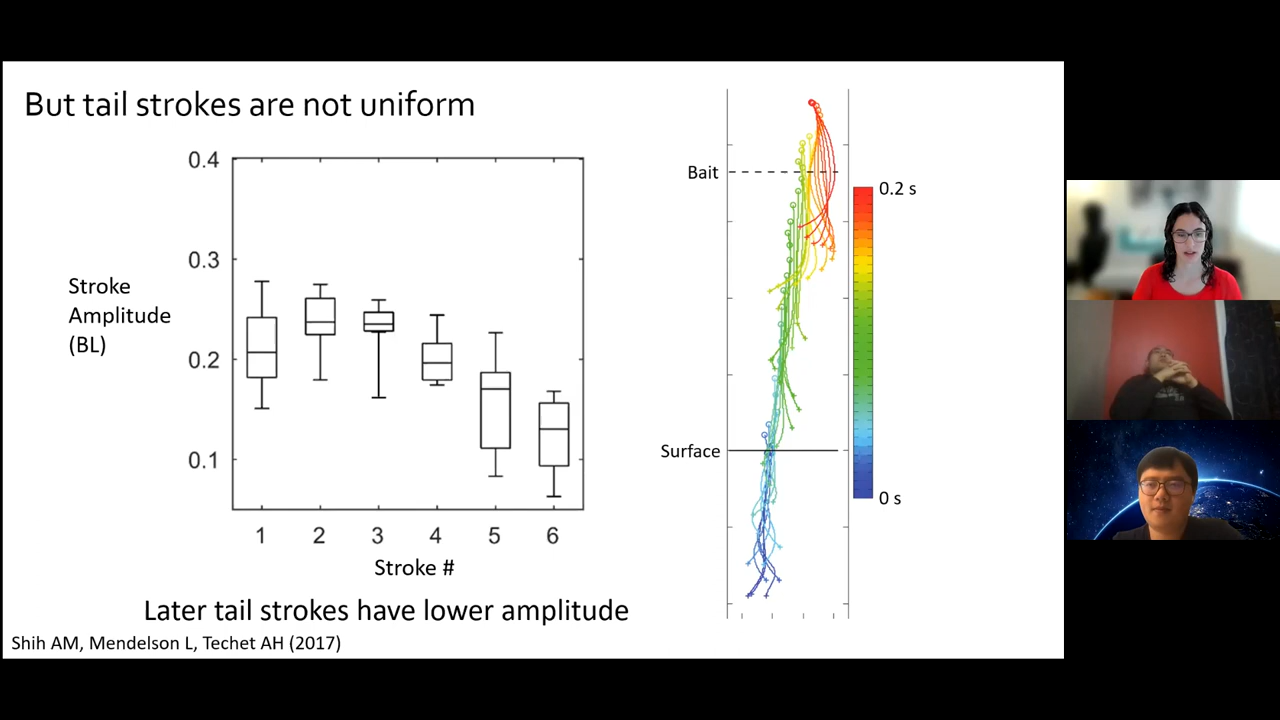 But tail strokes are not uniform
0.4
0.3
0.2
0.1
Stroke
Amplitude
(BL)
1 2 3 4 5 6
Stroke #
Later tail strokes have lower amplitude
Shih AM, Mendelson L, Techet AH (2017)
Bait
Surface
0.2 s
0 s